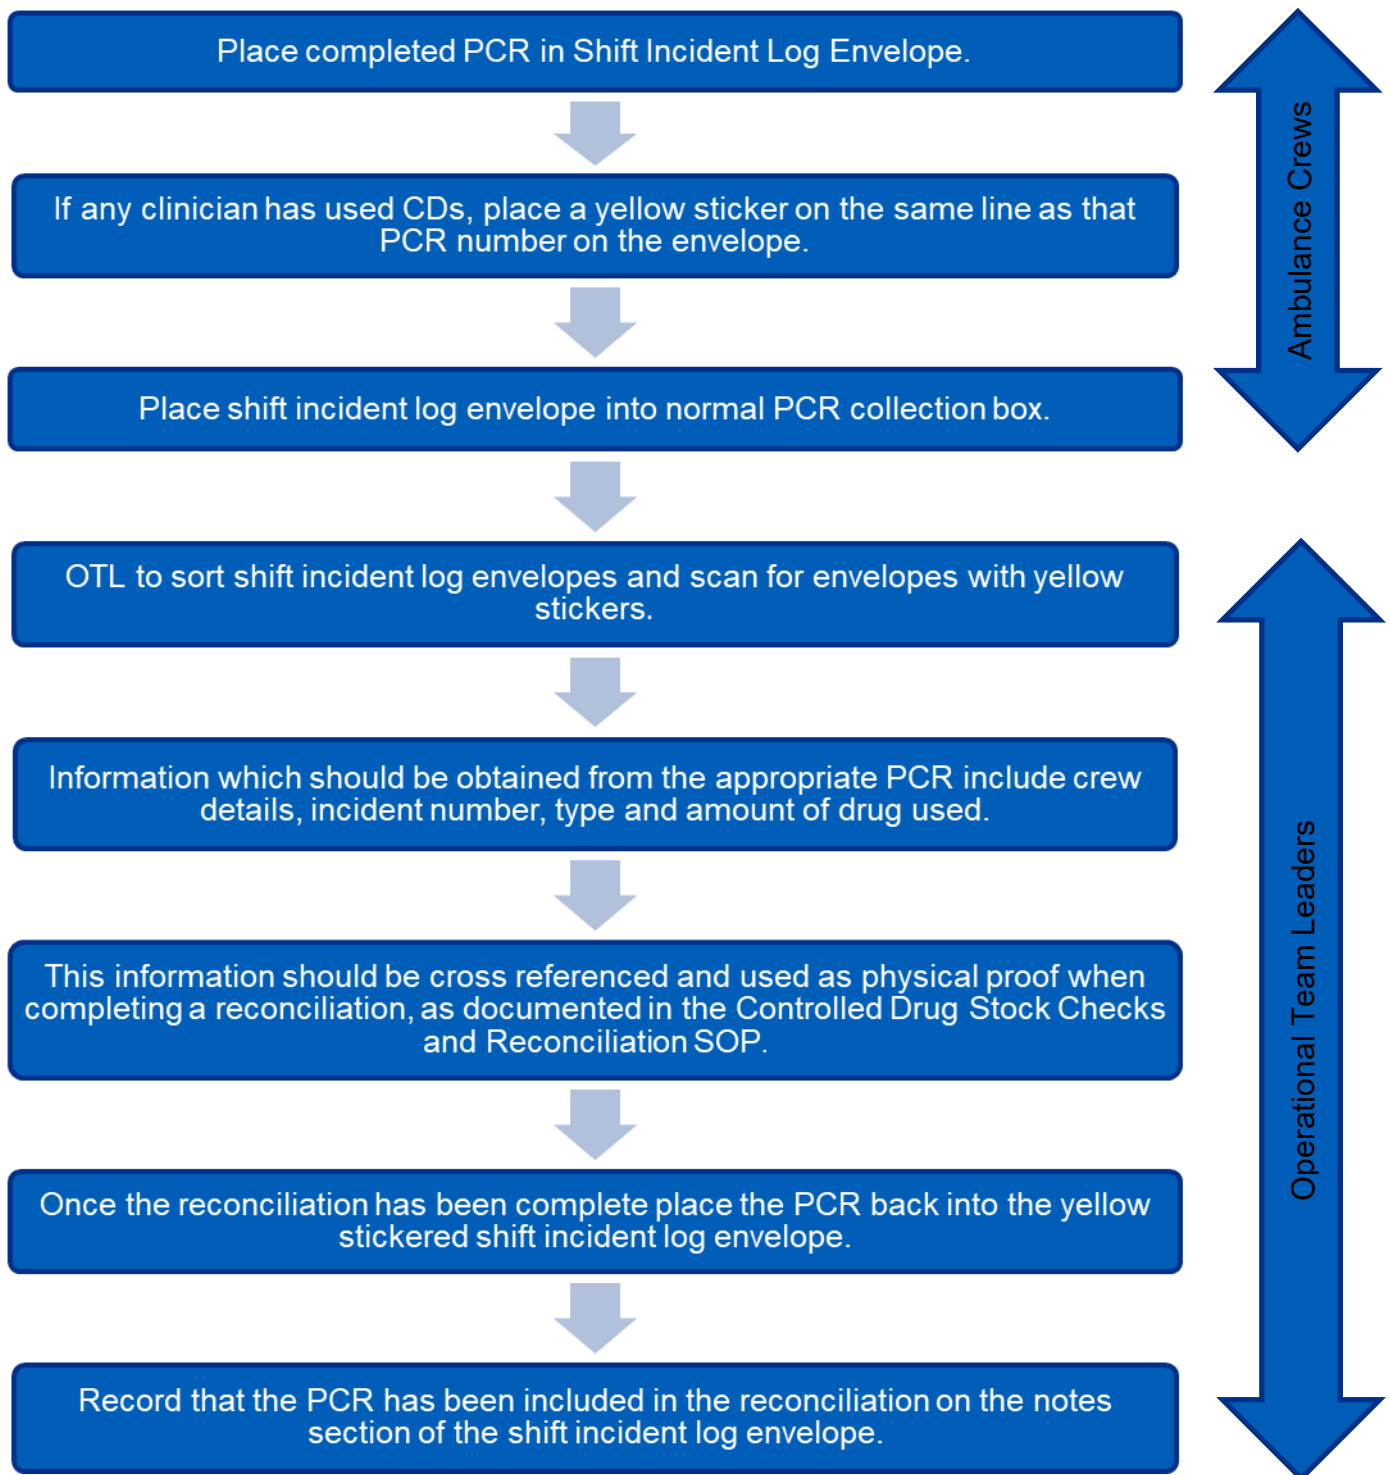 Place completed PCR in Shift Incident Log Envelope.
If any clinician has used CDs, place a yellow sticker on the same line as that
PCR number on the envelope.
Place shift incident log envelope into normal PCR collection box.
Ambulance Crews
OTL to sort shift incident log envelopes and scan for envelopes with yellow
stickers.
Information which should be obtained from the appropriate PCR include crew
details, incident number, type and amount of drug used.
This information should be cross referenced and used as physical proof when
completing a reconciliation, as documented in the Controlled Drug Stock Checks
and Reconciliation SOP.
Once the reconciliation has been complete place the PCR back into the yellow
stickered shift incident log envelope.
Record that the PCR has been included in the reconciliation on the notes
section of the shift incident log envelope.
Operational Team Leaders